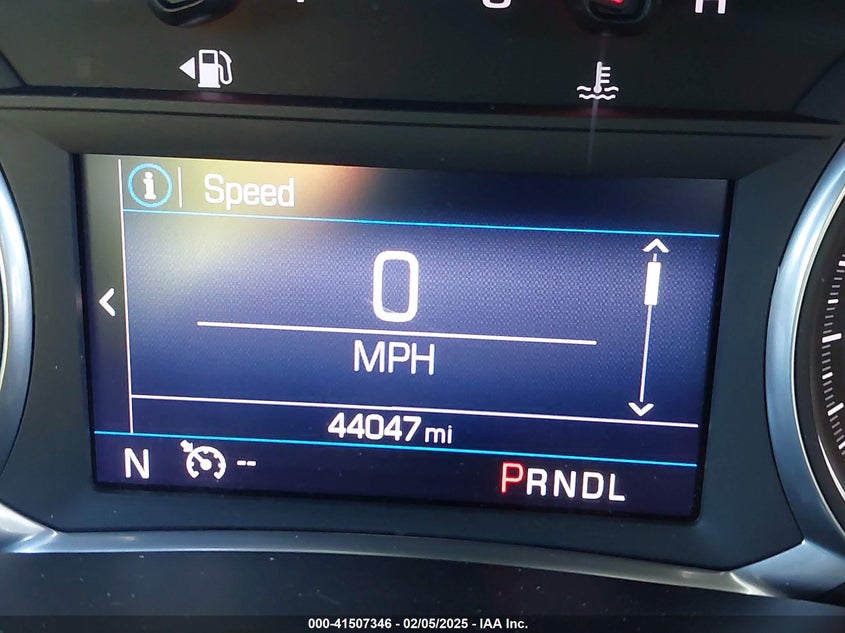 H
i Speed
0
MPH
44047 mi
N -- PRNDL
000-41507346 - 02/05/2025 - IAA Inc.